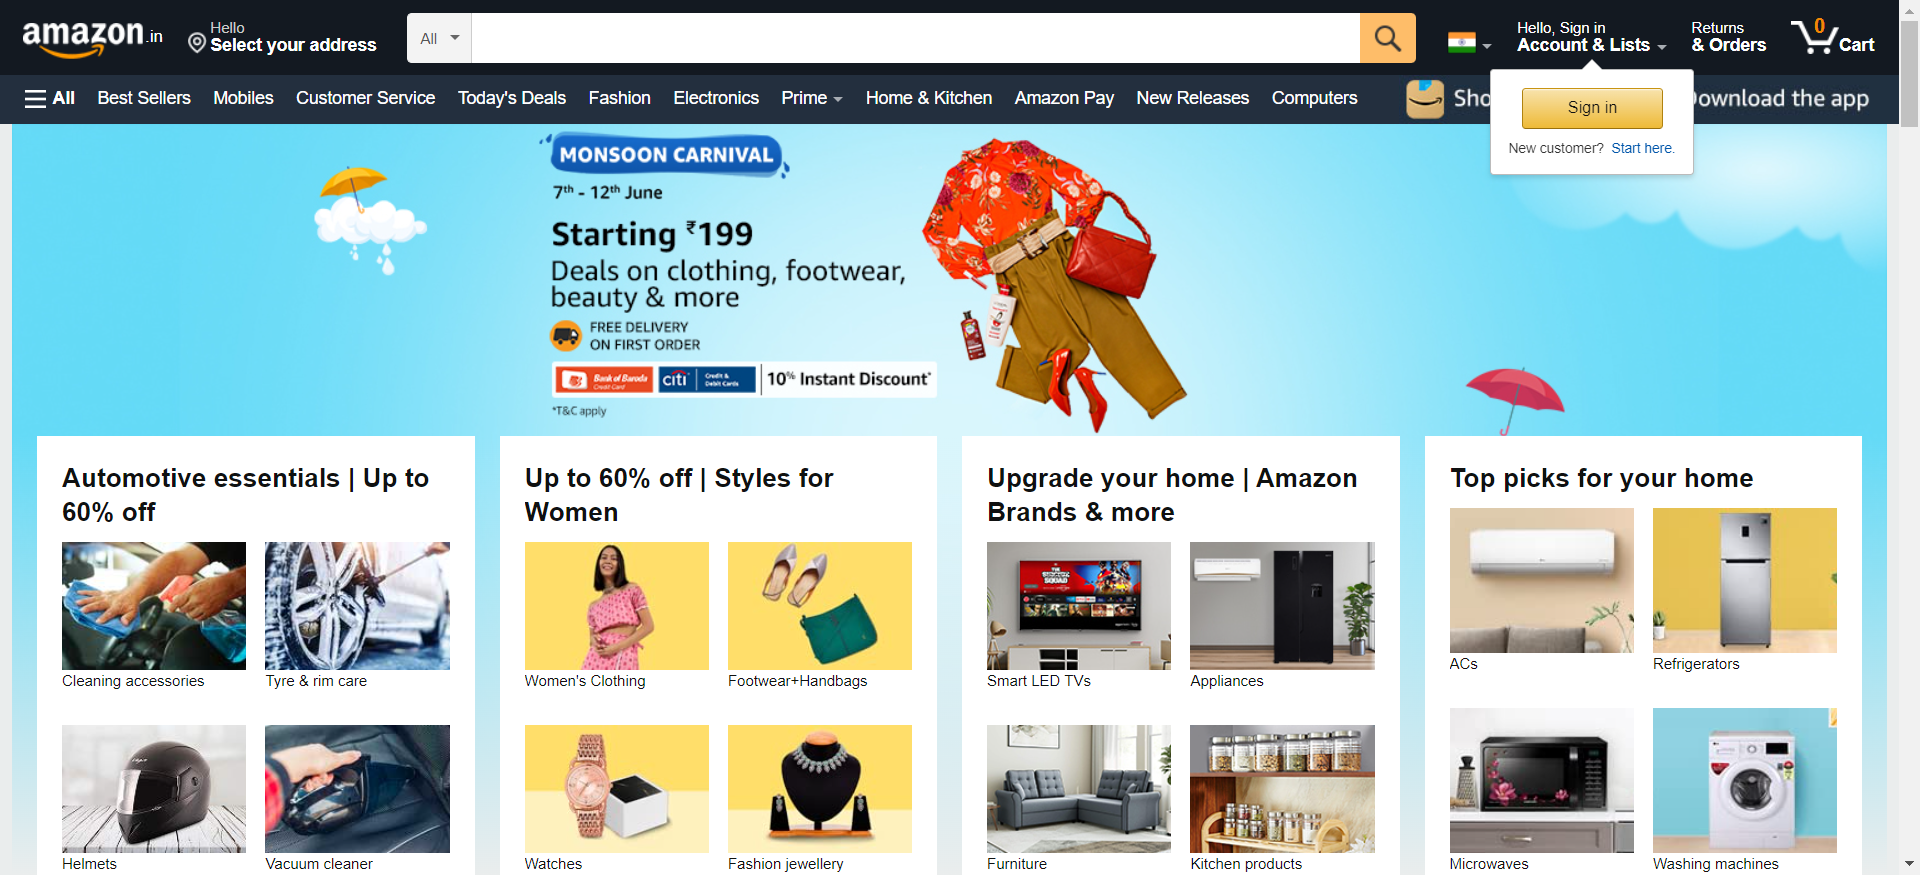 amazon.in
Hello
Select your address
All
Hello, Sign in
Account & Lists
Returns
& Orders
0
Cart
All
Best Sellers
Mobiles
Customer Service
Today's Deals
Fashion
Electronics
Prime
Home & Kitchen
Amazon Pay
New Releases
Computers
Sho
Download the app
Sign in
New customer? Start here.
MONSOON CARNIVAL
7th - 12th June
Starting ₹199
Deals on clothing, footwear,
beauty & more
FREE DELIVERY
ON FIRST ORDER
Bank of Baroda
Credit Card
citi
Credit &
Debit Cards
10% Instant Discount*
*T&C apply
Automotive essentials | Up to
60% off
Cleaning accessories
Tyre & rim care
Helmets
Vacuum cleaner
Up to 60% off | Styles for
Women
Women's Clothing
Footwear+Handbags
Watches
Fashion jewellery
Upgrade your home | Amazon
Brands & more
Smart LED TVs
Appliances
Furniture
Kitchen products
Top picks for your home
ACs
Refrigerators
Microwaves
Washing machines